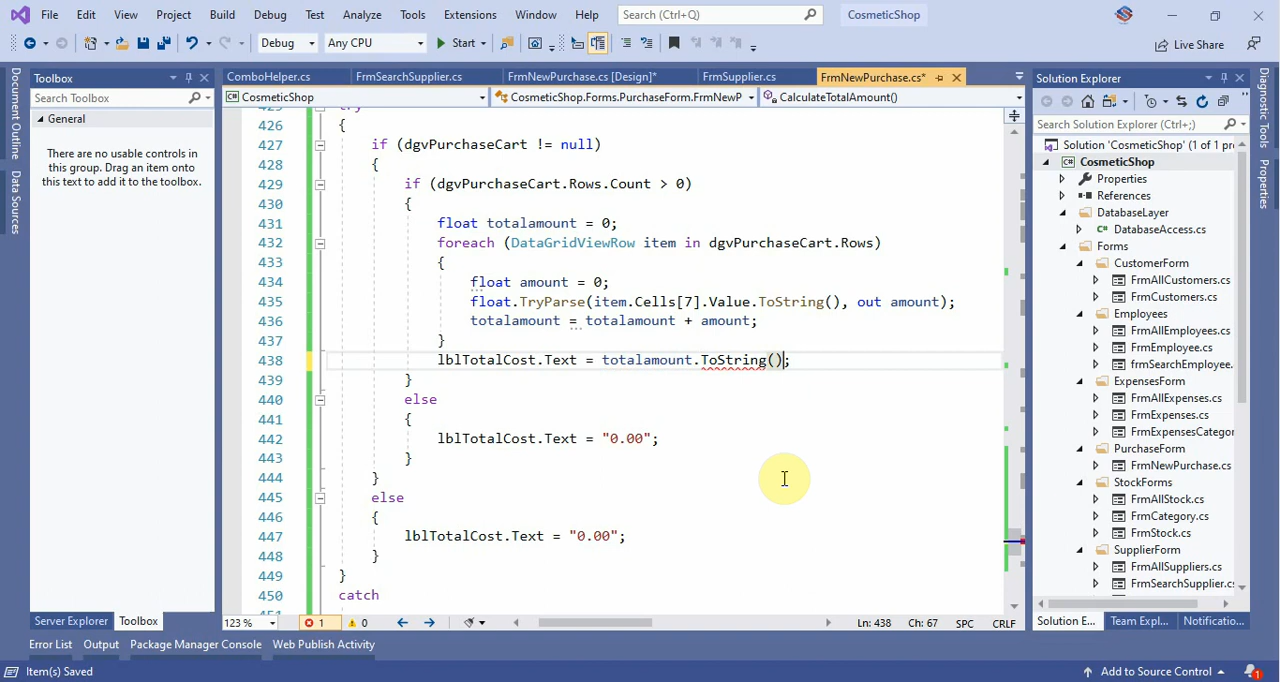 File Edit View Project Build Debug Test Analyze Tools Extensions Window Help Search (Ctrl+Q) CosmeticShop
Debug Any CPU Start Live Share
Document Outline
Data Sources
Toolbox
Search Toolbox
General
There are no usable controls in
this group. Drag an item onto
this text to add it to the toolbox.
Server Explorer Toolbox
ComboHelper.cs FrmSearchSupplier.cs FrmNewPurchase.cs [Design]* FrmSupplier.cs FrmNewPurchase.cs*
CosmeticShop CosmeticShop.Forms.PurchaseForm.FrmNewP CalculateTotalAmount()
425 try
426 {
427 if (dgvPurchaseCart != null)
428 {
429 if (dgvPurchaseCart.Rows.Count > 0)
430 {
431 float totalamount = 0;
432 foreach (DataGridViewRow item in dgvPurchaseCart.Rows)
433 {
434 float amount = 0;
435 float.TryParse(item.Cells[7].Value.ToString(), out amount);
436 totalamount = totalamount + amount;
437 }
438 lblTotalCost.Text = totalamount.ToString();
439 }
440 else
441 {
442 lblTotalCost.Text = "0.00";
443 }
444 }
445 else
446 {
447 lblTotalCost.Text = "0.00";
448 }
449 }
450 catch
451
123 % 1 0 Ln: 438 Ch: 67 SPC CRLF
Solution Explorer
Search Solution Explorer (Ctrl+;)
Solution 'CosmeticShop' (1 of 1 pr
CosmeticShop
Properties
References
DatabaseLayer
DatabaseAccess.cs
Forms
CustomerForm
FrmAllCustomers.c
FrmCustomers.cs
Employees
FrmAllEmployees.c
FrmEmployee.cs
frmSearchEmployee.
ExpensesForm
FrmAllExpenses.cs
FrmExpenses.cs
FrmExpensesCategor
PurchaseForm
FrmNewPurchase.cs
StockForms
FrmAllStock.cs
FrmCategory.cs
FrmStock.cs
SupplierForm
FrmAllSuppliers.cs
FrmSearchSupplier.cs
Solution E... Team Expl... Notificatio...
Diagnostic Tools
Properties
Error List Output Package Manager Console Web Publish Activity
Item(s) Saved Add to Source Control 1